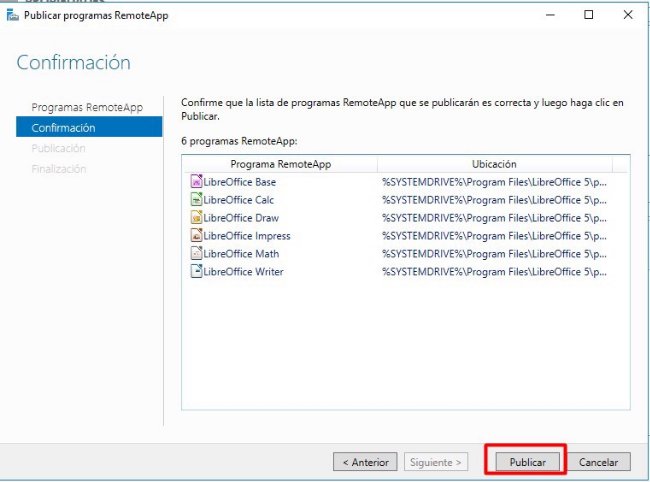 Publicar programas RemoteApp
Confirmación
Programas RemoteApp
Confirmación
Publicación
Finalización
Confirme que la lista de programas RemoteApp que se publicarán es correcta y luego haga clic en
Publicar.
6 programas RemoteApp:
Programa RemoteApp Ubicación
LibreOffice Base %SYSTEMDRIVE%\Program Files\LibreOffice 5\p...
LibreOffice Calc %SYSTEMDRIVE%\Program Files\LibreOffice 5\p...
LibreOffice Draw %SYSTEMDRIVE%\Program Files\LibreOffice 5\p...
LibreOffice Impress %SYSTEMDRIVE%\Program Files\LibreOffice 5\p...
LibreOffice Math %SYSTEMDRIVE%\Program Files\LibreOffice 5\p...
LibreOffice Writer %SYSTEMDRIVE%\Program Files\LibreOffice 5\p...
< Anterior Siguiente > Publicar Cancelar